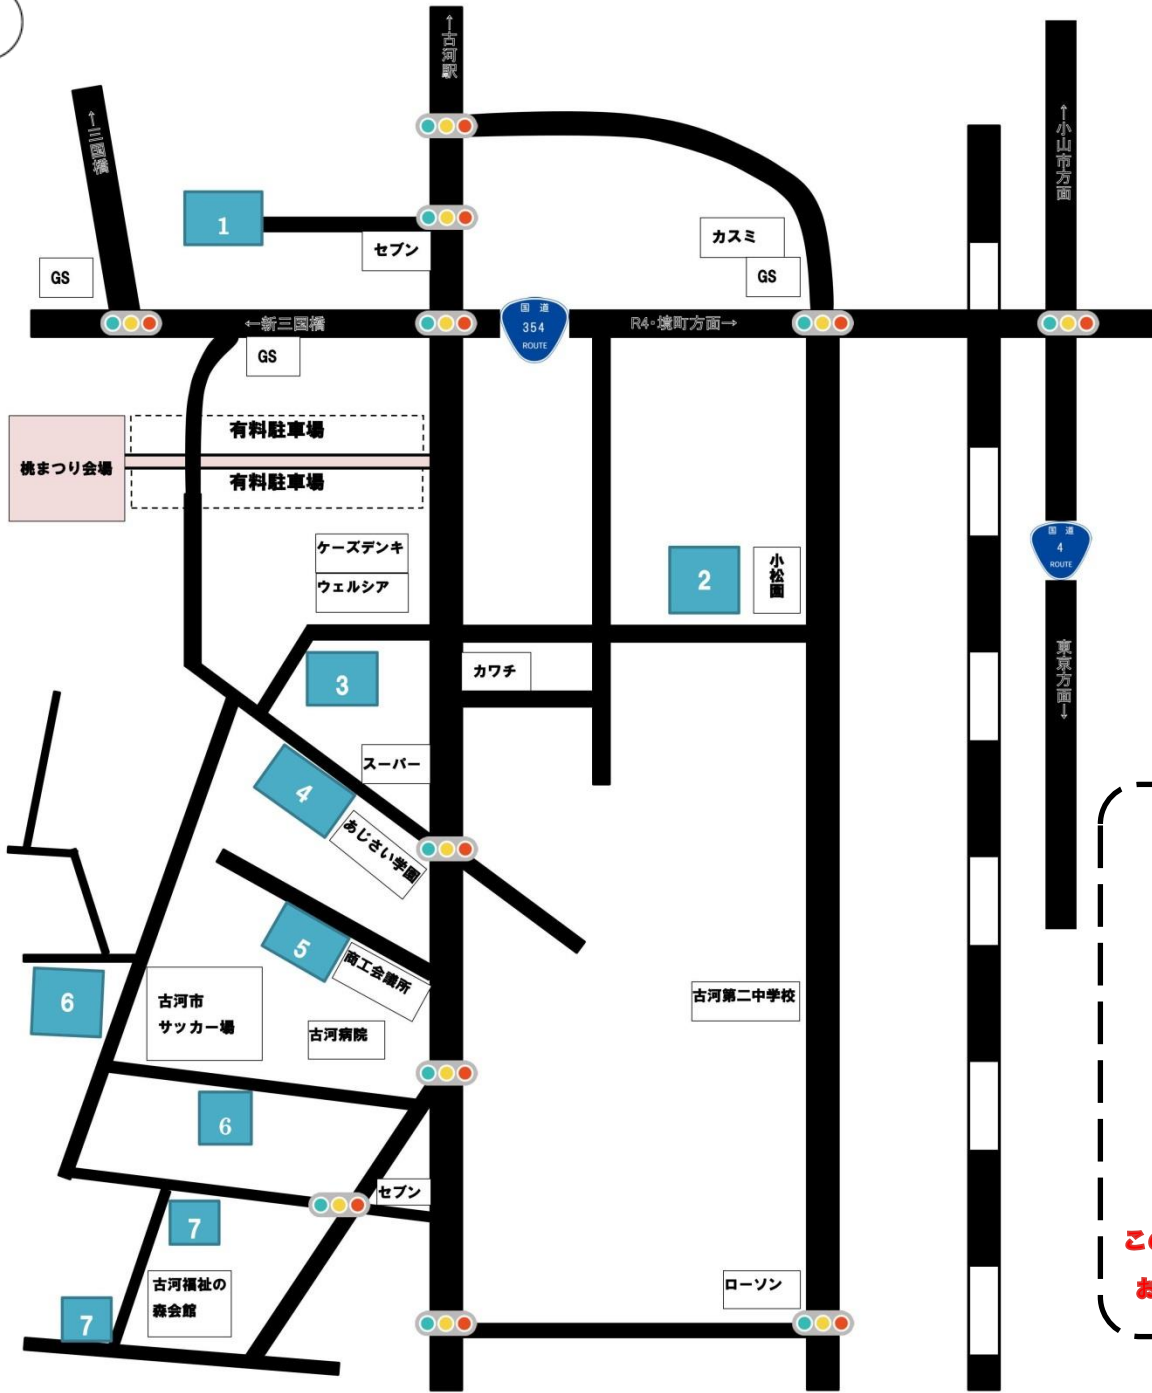 ↑古河駅
↑三国橋
↑小山市方面
1
セブン
カスミ
GS
GS
←新三国橋
国道
354
ROUTE
R4・境町方面→
GS
有料駐車場
桃まつり会場
有料駐車場
ケーズデンキ
ウェルシア
2
小松園
国道
4
ROUTE
3
カワチ
東京方面↓
スーパー
4
あじさい学園
5
商工会議所
6
古河市
サッカー場
古河病院
古河第二中学校
6
セブン
7
古河福祉の
森会館
7
ローソン
この
お